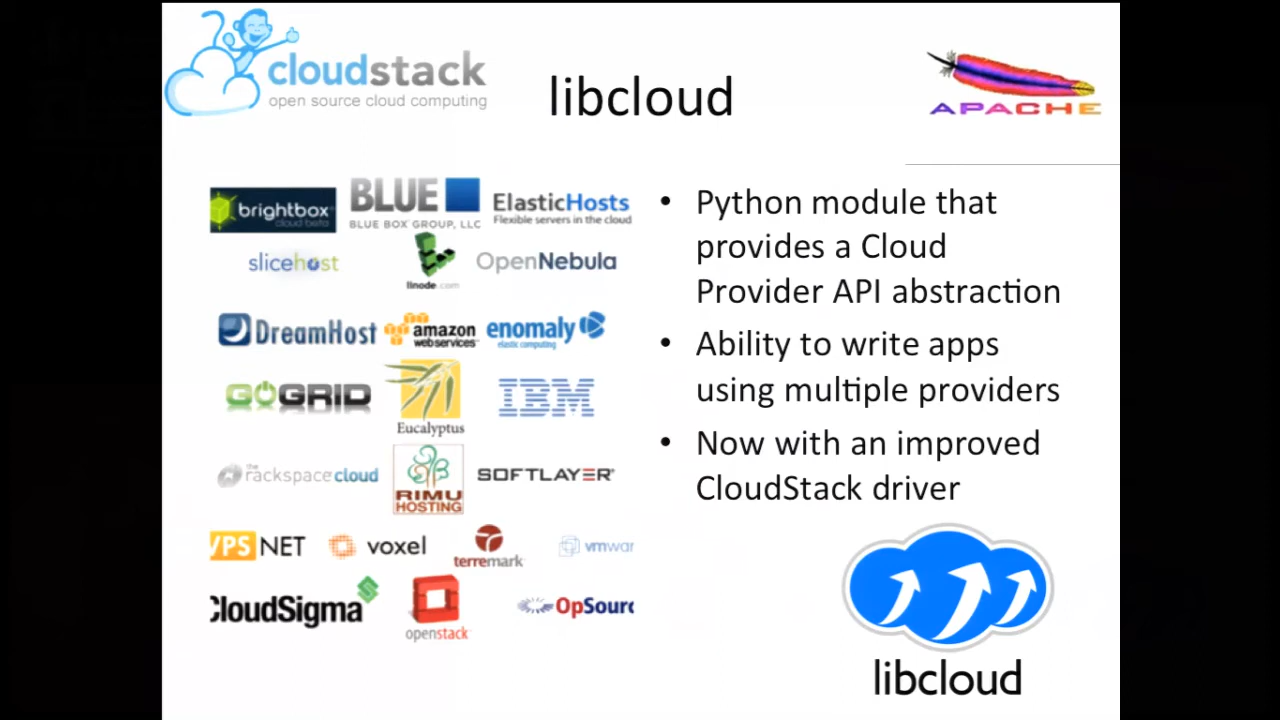 cloudstack
open source cloud computing
libcloud
APACHE
brightbox
cloud beta
BLUE
BLUE BOX GROUP, LLC
ElasticHosts
Flexible servers in the cloud
slicehost
linode.com
OpenNebula
DreamHost
amazon
webservices
enomaly
elastic computing
GOGRID
Eucalyptus
IBM
the
rackspacecloud
RIMU
HOSTING
SOFTLAYER
VPS NET
voxel
terremark
vmwar
CloudSigma
openstack
OpSourc
• Python module that
provides a Cloud
Provider API abstraction
• Ability to write apps
using multiple providers
• Now with an improved
CloudStack driver
libcloud